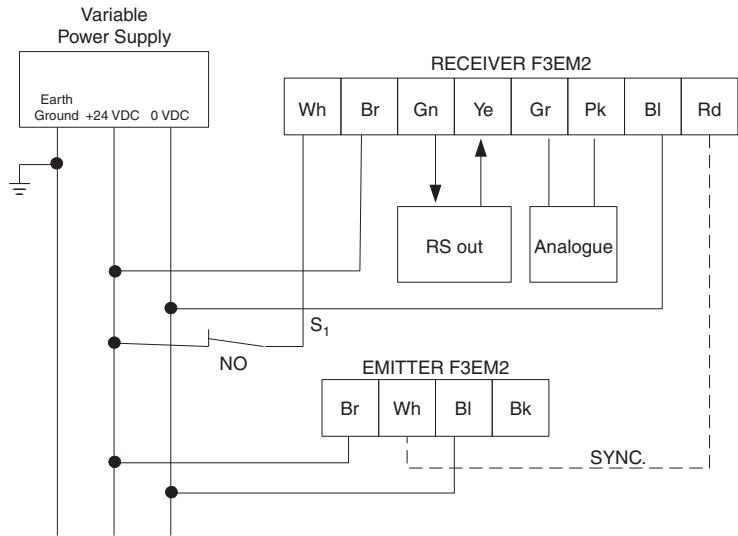 Variable
Power Supply
Earth
Ground +24 VDC 0 VDC
RECEIVER F3EM2
Wh Br Gn Ye Gr Pk Bl Rd
RS out
Analogue
S1
NO
EMITTER F3EM2
Br Wh Bl Bk
SYNC.